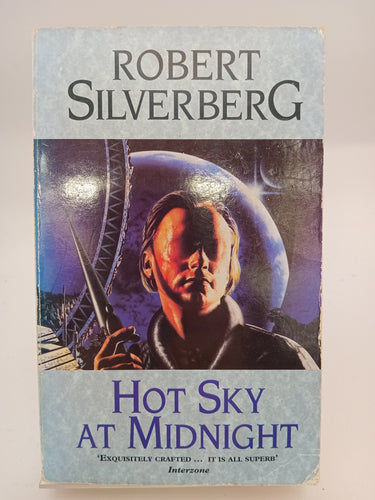 ROBERT
SILVERBERG
HOT SKY
AT MIDNIGHT
‘EXQUISITELY CRAFTED ... IT IS ALL SUPERB’
Interzone